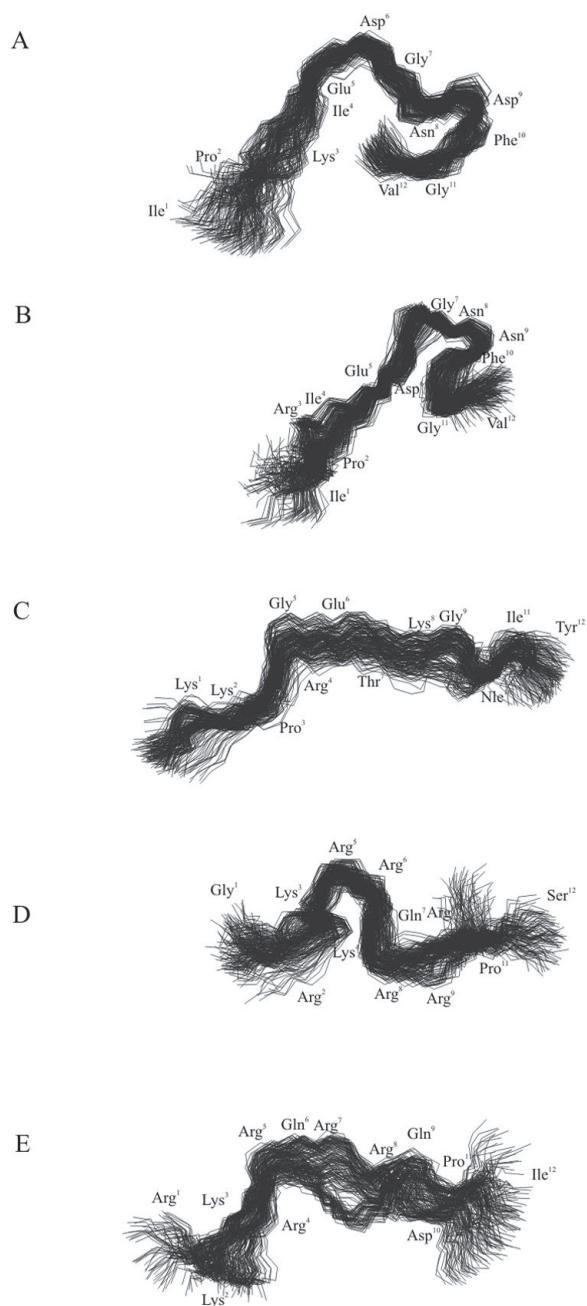 A
Asp⁶
Gly⁷
Glu⁵
Ile⁴
Asp⁹
Asn⁸
Phe¹⁰
Pro²
Lys³
Val¹²
Gly¹¹
Ile¹
B
Gly⁷
Asn⁸
Asn⁹
Phe¹⁰
Glu⁵
Asp
Ile⁴
Arg³
Gly¹¹
Val¹²
Pro²
Ile¹
C
Gly⁵
Glu⁶
Lys⁸
Gly⁹
Ile¹¹
Tyr¹²
Lys¹
Lys²
Arg⁴
Thr
Nle
Pro³
D
Arg⁵
Arg⁶
Gly¹
Lys³
Gln⁷
Arg
Ser¹²
Lys
Pro¹¹
Arg²
Arg⁸
Arg⁹
E
Arg⁵
Gln⁶
Arg⁷
Gln⁹
Arg⁸
Pro¹
Ile¹²
Arg¹
Lys³
Arg⁴
Asp¹⁰
Lys²